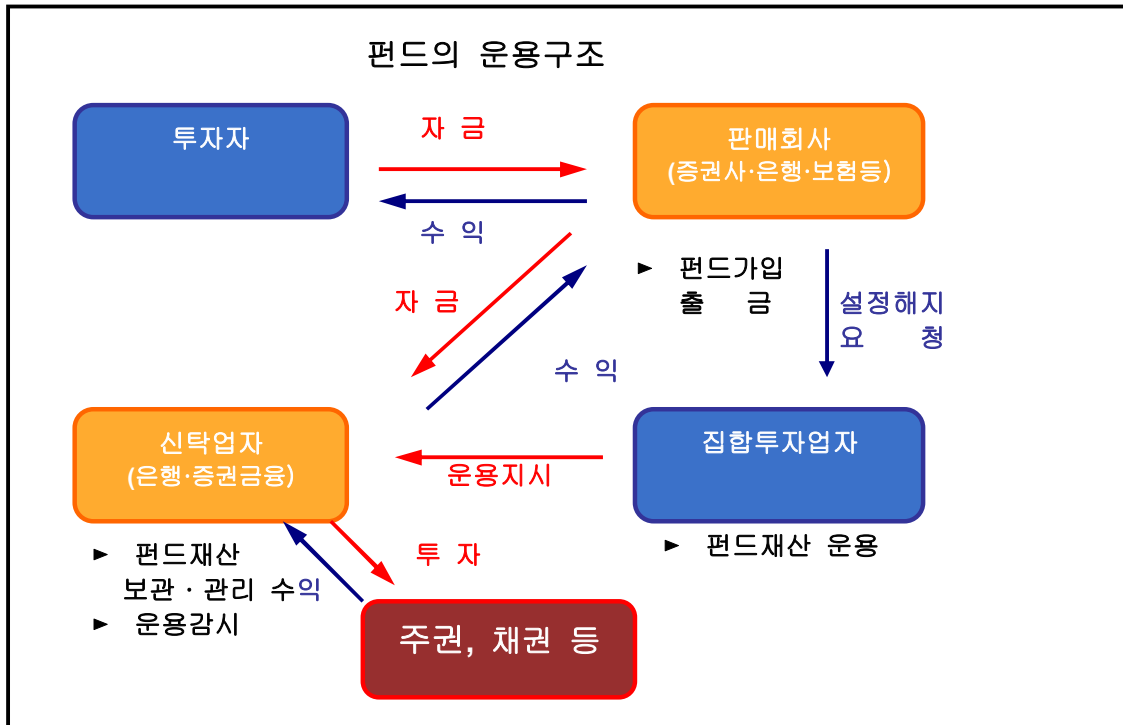 펀드의 운용구조
투자자
자 금
판매회사
(증권사·은행·보험등)
수 익
► 펀드가입
출 금
자 금
설정해지
요 청
수 익
신탁업자
(은행·증권금융)
집합투자업자
운용지시
► 펀드재산
보관 · 관리 수익
► 운용감시
투 자
► 펀드재산 운용
주권, 채권 등